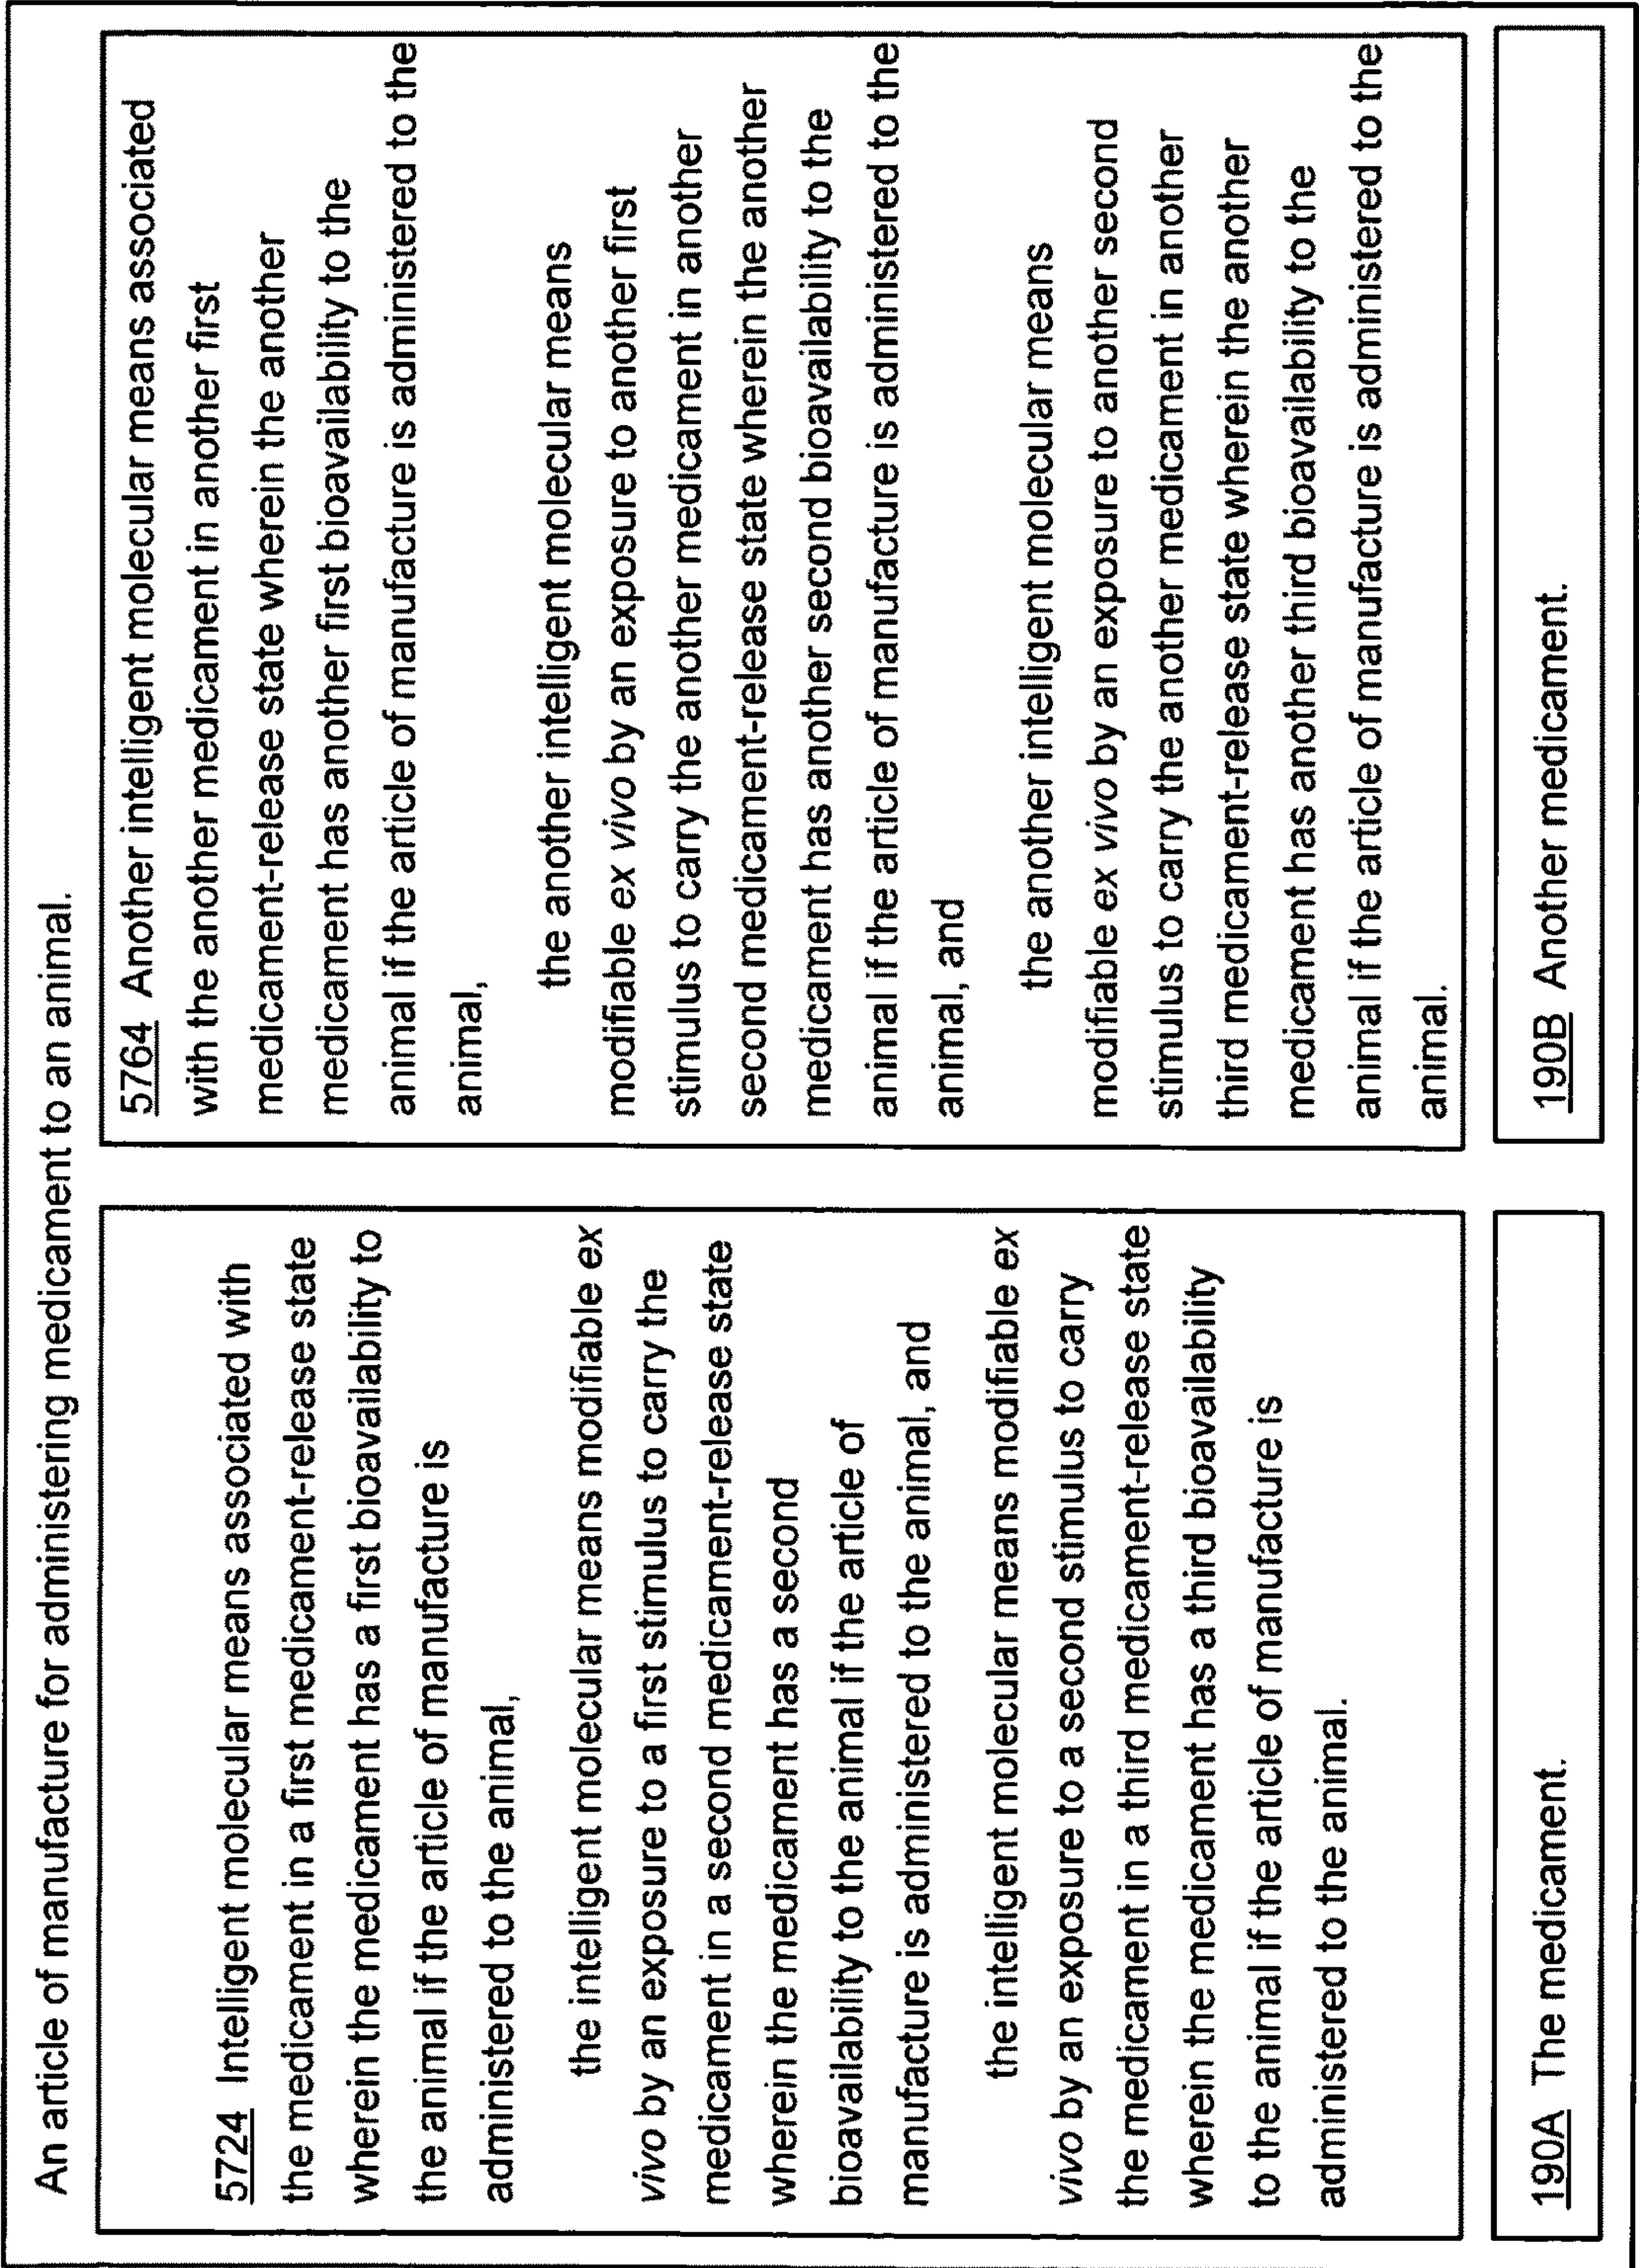 An article of manufacture for administering medicament to an animal.
5724 Intelligent molecular means associated with
the medicament in a first medicament-release state
wherein the medicament has a first bioavailability to
the animal if the article of manufacture is
administered to the animal,
the intelligent molecular means modifiable ex
vivo by an exposure to a first stimulus to carry the
medicament in a second medicament-release state
wherein the medicament has a second
bioavailability to the animal if the article of
manufacture is administered to the animal, and
the intelligent molecular means modifiable ex
vivo by an exposure to a second stimulus to carry
the medicament in a third medicament-release state
wherein the medicament has a third bioavailability
to the animal if the article of manufacture is
administered to the animal.
190A The medicament.
5764 Another intelligent molecular means associated
with the another medicament in another first
medicament-release state wherein the another
medicament has another first bioavailability to the
animal if the article of manufacture is administered to the
animal,
the another intelligent molecular means
modifiable ex vivo by an exposure to another first
stimulus to carry the another medicament in another
second medicament-release state wherein the another
medicament has another second bioavailability to the
animal if the article of manufacture is administered to the
animal, and
the another intelligent molecular means
modifiable ex vivo by an exposure to another second
stimulus to carry the another medicament in another
third medicament-release state wherein the another
medicament has another third bioavailability to the
animal if the article of manufacture is administered to the
animal.
190B Another medicament.